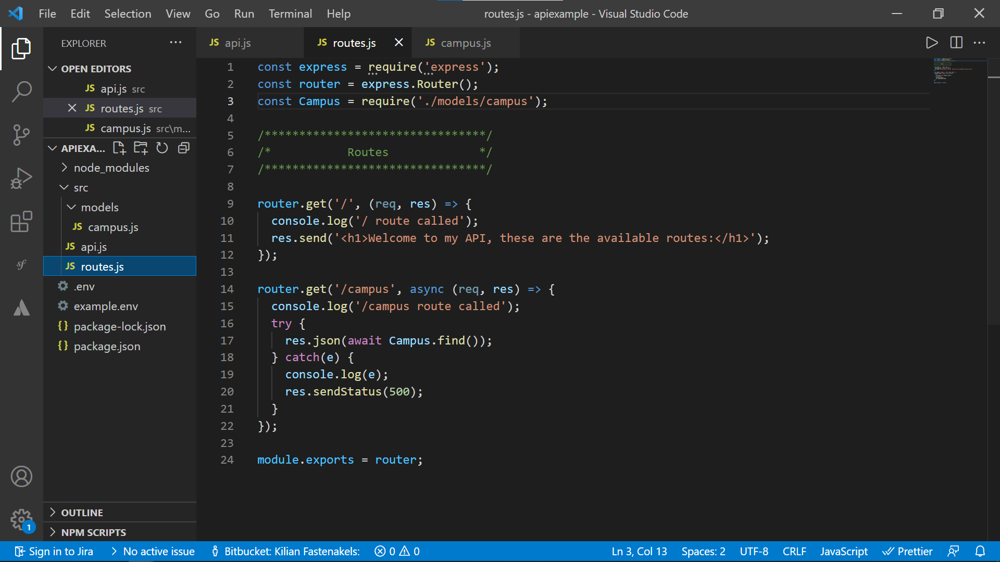 File Edit Selection View Go Run Terminal Help
routes.js - apiexample - Visual Studio Code
EXPLORER
OPEN EDITORS
JS api.js src
JS routes.js src
JS campus.js src\m...
APIEXA...
node_modules
src
models
JS campus.js
JS api.js
JS routes.js
.env
example.env
{} package-lock.json
{} package.json
OUTLINE
NPM SCRIPTS
1
JS api.js JS routes.js JS campus.js
1 const express = require('express');
2 const router = express.Router();
3 const Campus = require('./models/campus');
4
5 /********************************/
6 /*           Routes             */
7 /********************************/
8
9 router.get('/', (req, res) => {
10   console.log('/ route called');
11   res.send('<h1>Welcome to my API, these are the available routes:</h1>');
12 });
13
14 router.get('/campus', async (req, res) => {
15   console.log('/campus route called');
16   try {
17     res.json(await Campus.find());
18   } catch(e) {
19     console.log(e);
20     res.sendStatus(500);
21   }
22 });
23
24 module.exports = router;
Sign in to Jira No active issue Bitbucket: Kilian Fastenakels: 0 0 Ln 3, Col 13 Spaces: 2 UTF-8 CRLF JavaScript Prettier